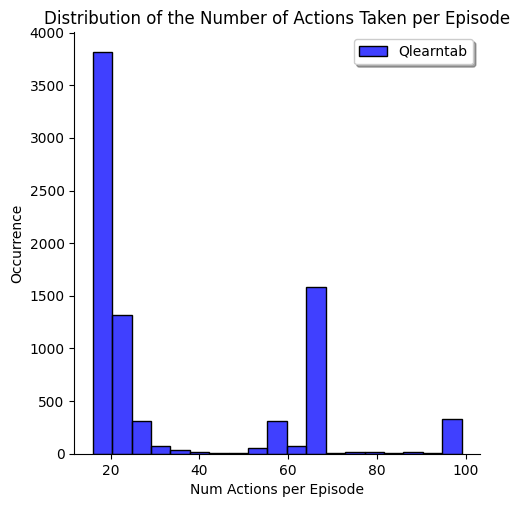 Distribution of the Number of Actions Taken per Episode
Qlearntab
4000
3500
3000
2500
2000
1500
1000
500
0
Occurrence
20 40 60 80 100
Num Actions per Episode